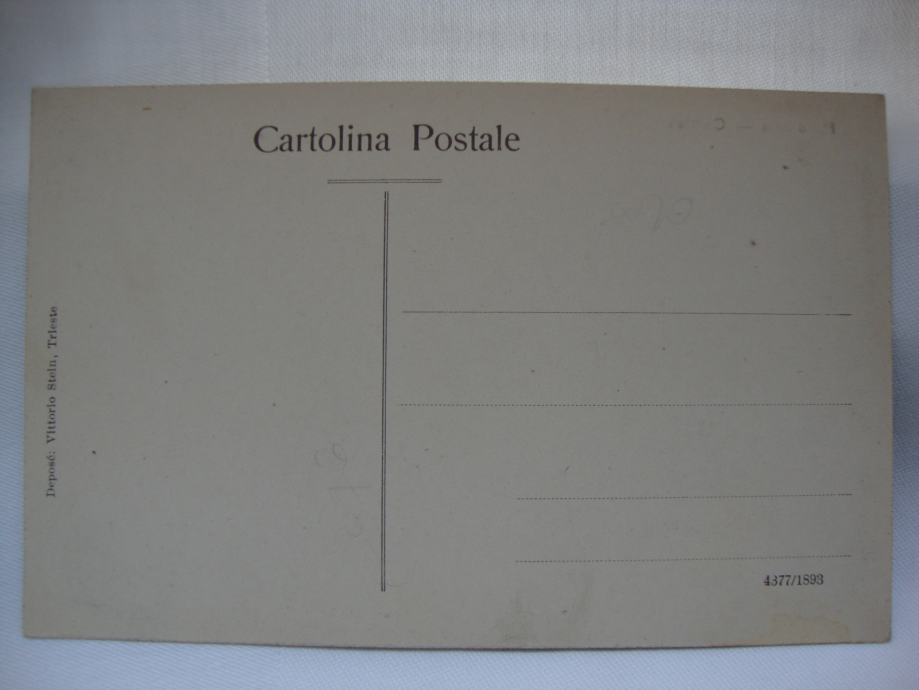 Cartolina Postale
Deposé: Vittorio Stein, Trieste
4377/1893